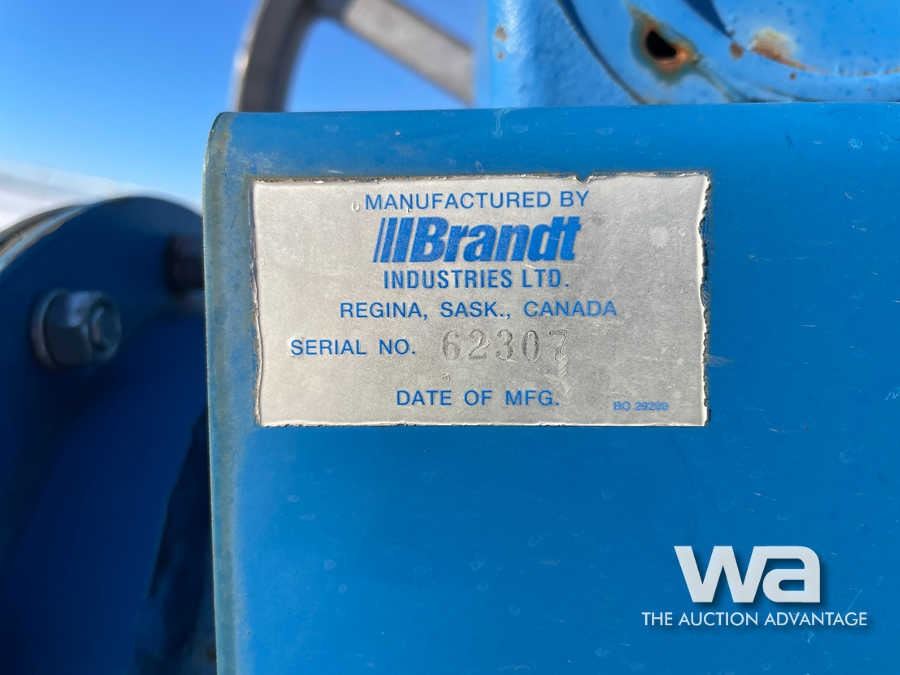 MANUFACTURED BY
Brandt
INDUSTRIES LTD.
REGINA, SASK., CANADA
SERIAL NO. 62307
DATE OF MFG.
BO 29299
wa
THE AUCTION ADVANTAGE